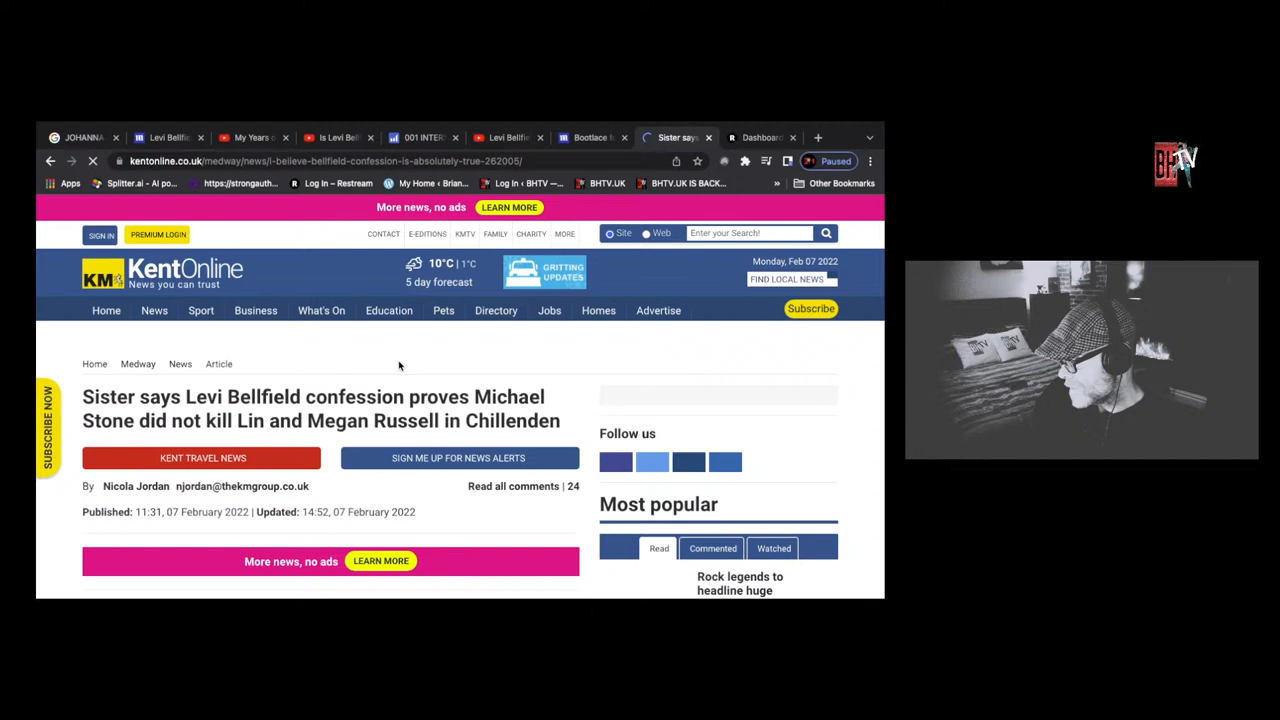 JOHANNA
Levi Bellfie
My Years o
Is Levi Bell
001 INTER
Levi Bellfie
Bootlace f
Sister says
Dashboard
kentonline.co.uk/medway/news/i-believe-bellfield-confession-is-absolutely-true-262005/
Paused
Apps
Splitter.ai - AI po...
https://strongauth...
Log In – Restream
My Home ‹ Brian...
Log In ‹ BHTV —...
BHTV.UK
BHTV.UK IS BACK...
»
Other Bookmarks
More news, no ads LEARN MORE
SIGN IN
PREMIUM LOGIN
CONTACT
E-EDITIONS
KMTV
FAMILY
CHARITY
MORE
Site
Web
Enter your Search!
KM
KentOnline
News you can trust
10°C | 1°C
5 day forecast
GRITTING
UPDATES
Monday, Feb 07 2022
FIND LOCAL NEWS
Home
News
Sport
Business
What's On
Education
Pets
Directory
Jobs
Homes
Advertise
Subscribe
Home
Medway
News
Article
SUBSCRIBE NOW
Sister says Levi Bellfield confession proves Michael
Stone did not kill Lin and Megan Russell in Chillenden
KENT TRAVEL NEWS
SIGN ME UP FOR NEWS ALERTS
By Nicola Jordan njordan@thekmgroup.co.uk
Read all comments | 24
Published: 11:31, 07 February 2022 | Updated: 14:52, 07 February 2022
More news, no ads LEARN MORE
Follow us
Most popular
Read
Commented
Watched
Rock legends to
headline huge
BHTV
BHTV
BHTV